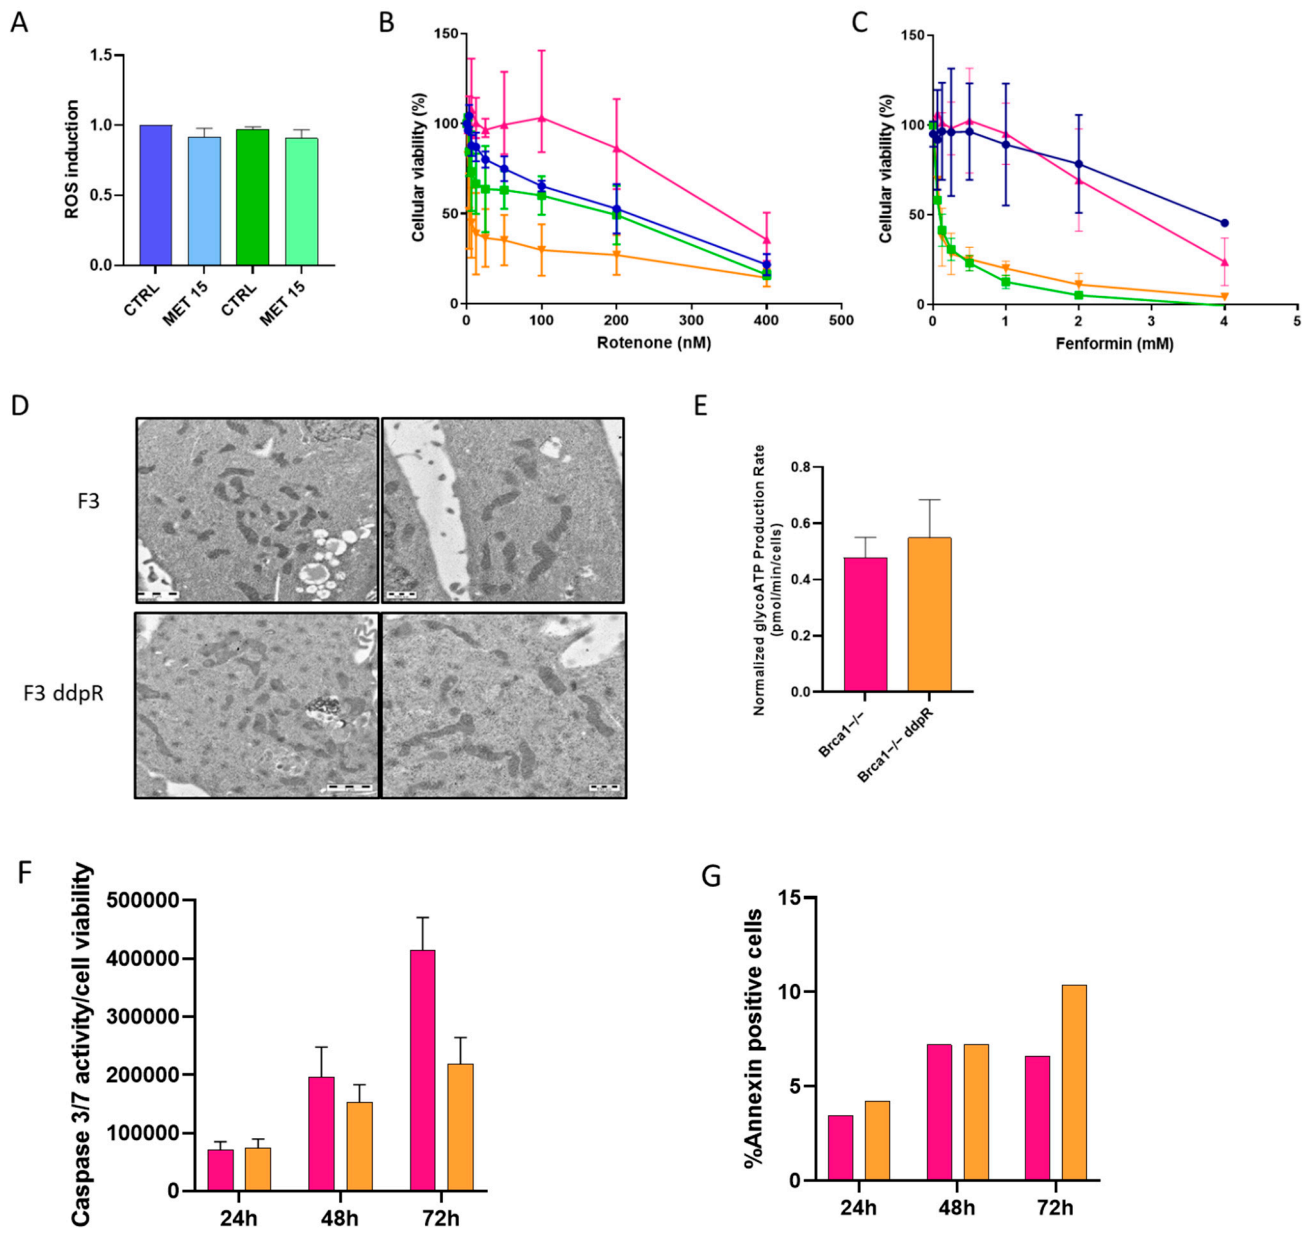 A
1.5
1.0
0.5
0.0
ROS induction
CTRL
MET 15
CTRL
MET 15
B
150
100
50
0
Cellular viability (%)
0 100 200 300 400 500
Rotenone (nM)
C
150
100
50
0
Cellular viability (%)
0 1 2 3 4 5
Fenformin (mM)
D
F3
F3 ddpR
E
0.8
0.6
0.4
0.2
0.0
Normalized glycoATP Production Rate
(pmol/min/cells)
Brca1−/−
Brca1−/− ddpR
F
500000
400000
300000
200000
100000
0
Caspase 3/7 activity/cell viability
24h 48h 72h
G
15
10
5
0
%Annexin positive cells
24h 48h 72h